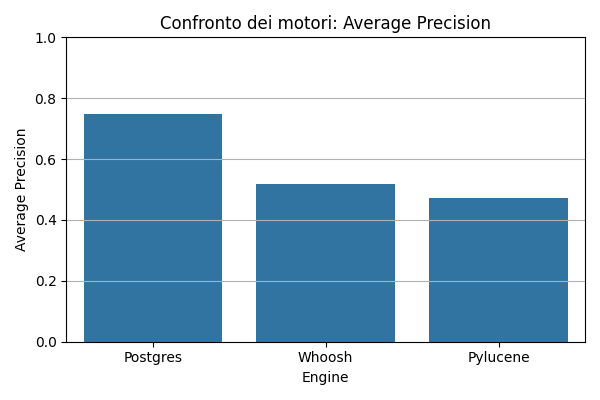 Confronto dei motori: Average Precision
1.0
0.8
0.6
0.4
0.2
0.0
Average Precision
Postgres Whoosh Pylucene
Engine